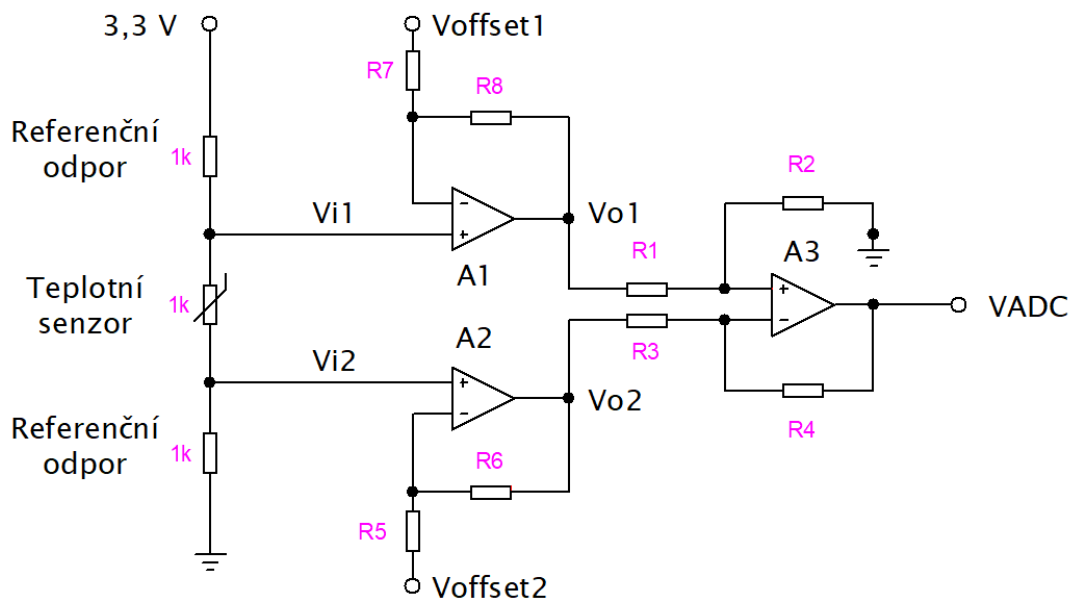 3,3 V
Voffset1
R7
R8
Referenční
odpor
1k
R2
Vi1
Vo1
R1
A3
A1
Teplotní
senzor
1k
VADC
A2
R3
Vi2
Vo2
R4
Referenční
odpor
1k
R6
R5
Voffset2